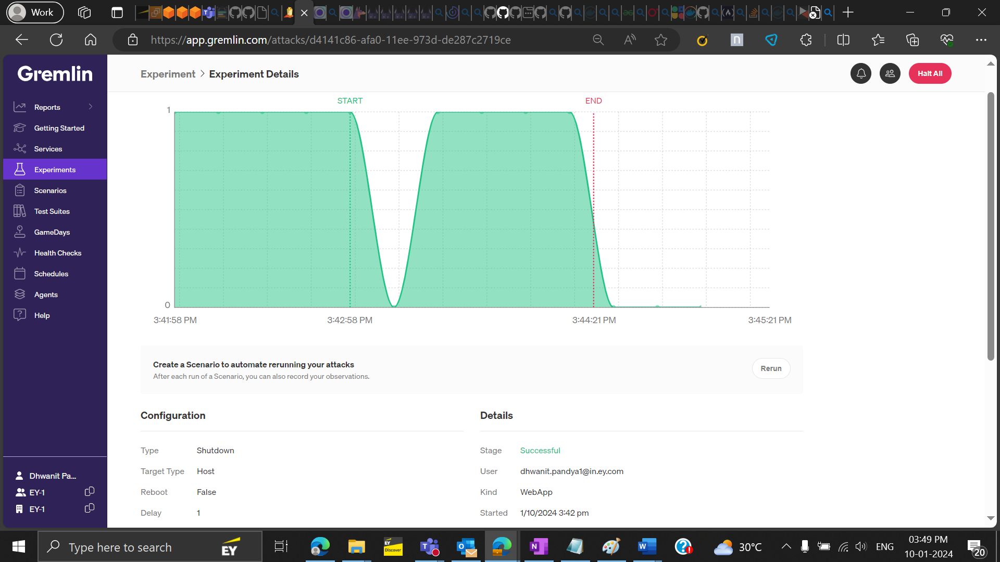 Work
https://app.gremlin.com/attacks/d4141c86-afa0-11ee-973d-de287c2719ce
Gremlin
Experiment > Experiment Details
Halt All
Reports
Getting Started
Services
Experiments
Scenarios
Test Suites
GameDays
Health Checks
Schedules
Agents
Help
Dhwanit Pa...
EY-1
EY-1
START
END
1
0
3:41:58 PM
3:42:58 PM
3:44:21 PM
3:45:21 PM
Create a Scenario to automate rerunning your attacks
After each run of a Scenario, you can also record your observations.
Rerun
Configuration
Type Shutdown
Target Type Host
Reboot False
Delay 1
Details
Stage Successful
User dhwanit.pandya1@in.ey.com
Kind WebApp
Started 1/10/2024 3:42 pm
Type here to search
EY
EY
Discover
30°C
ENG
03:49 PM
10-01-2024
20